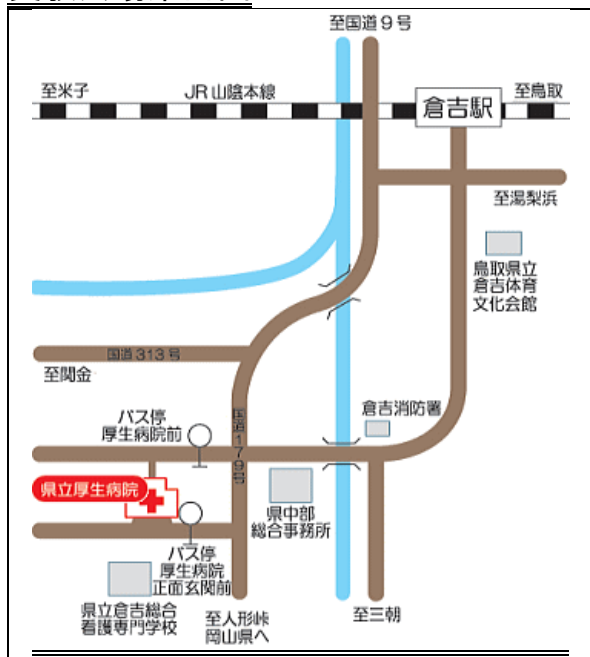 至国道9号
至米子
JR山陰本線
倉吉駅
至鳥取
至湯梨浜
鳥取県立
倉吉体育
文化会館
国道313号
至関金
倉吉消防署
バス停
厚生病院前
国道179号
県立厚生病院
県中部
総合事務所
バス停
厚生病院
正面玄関前
県立倉吉総合
看護専門学校
至人形峠
岡山県へ
至三朝